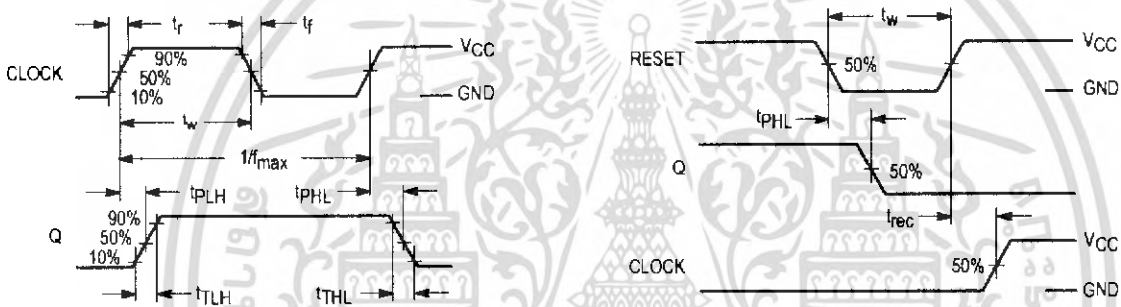 tr tf
90%
CLOCK 50%
10%
VCC
GND
tw
1/fmax
tPLH tPHL
90%
Q 50%
10%
tTLH tTHL
tw
RESET 50%
VCC
GND
tPHL
Q 50%
trec
CLOCK 50%
VCC
GND